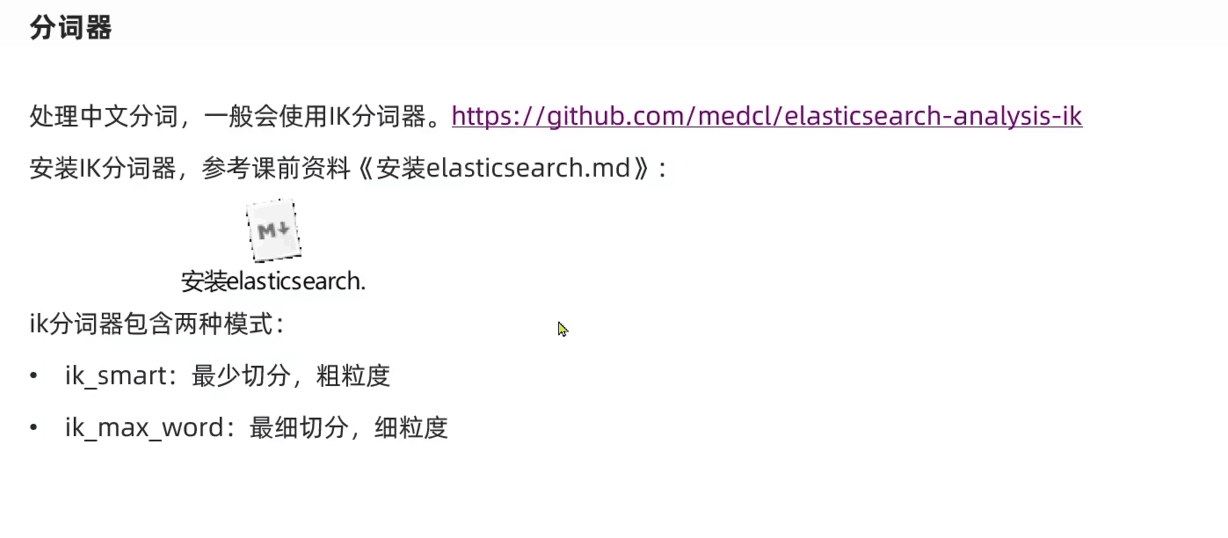 分词器
处理中文分词，一般会使用IK分词器。https://github.com/medcl/elasticsearch-analysis-ik
安装IK分词器，参考课前资料《安装elasticsearch.md》：
M
安装elasticsearch.
ik分词器包含两种模式：
• ik_smart：最少切分，粗粒度
• ik_max_word：最细切分，细粒度